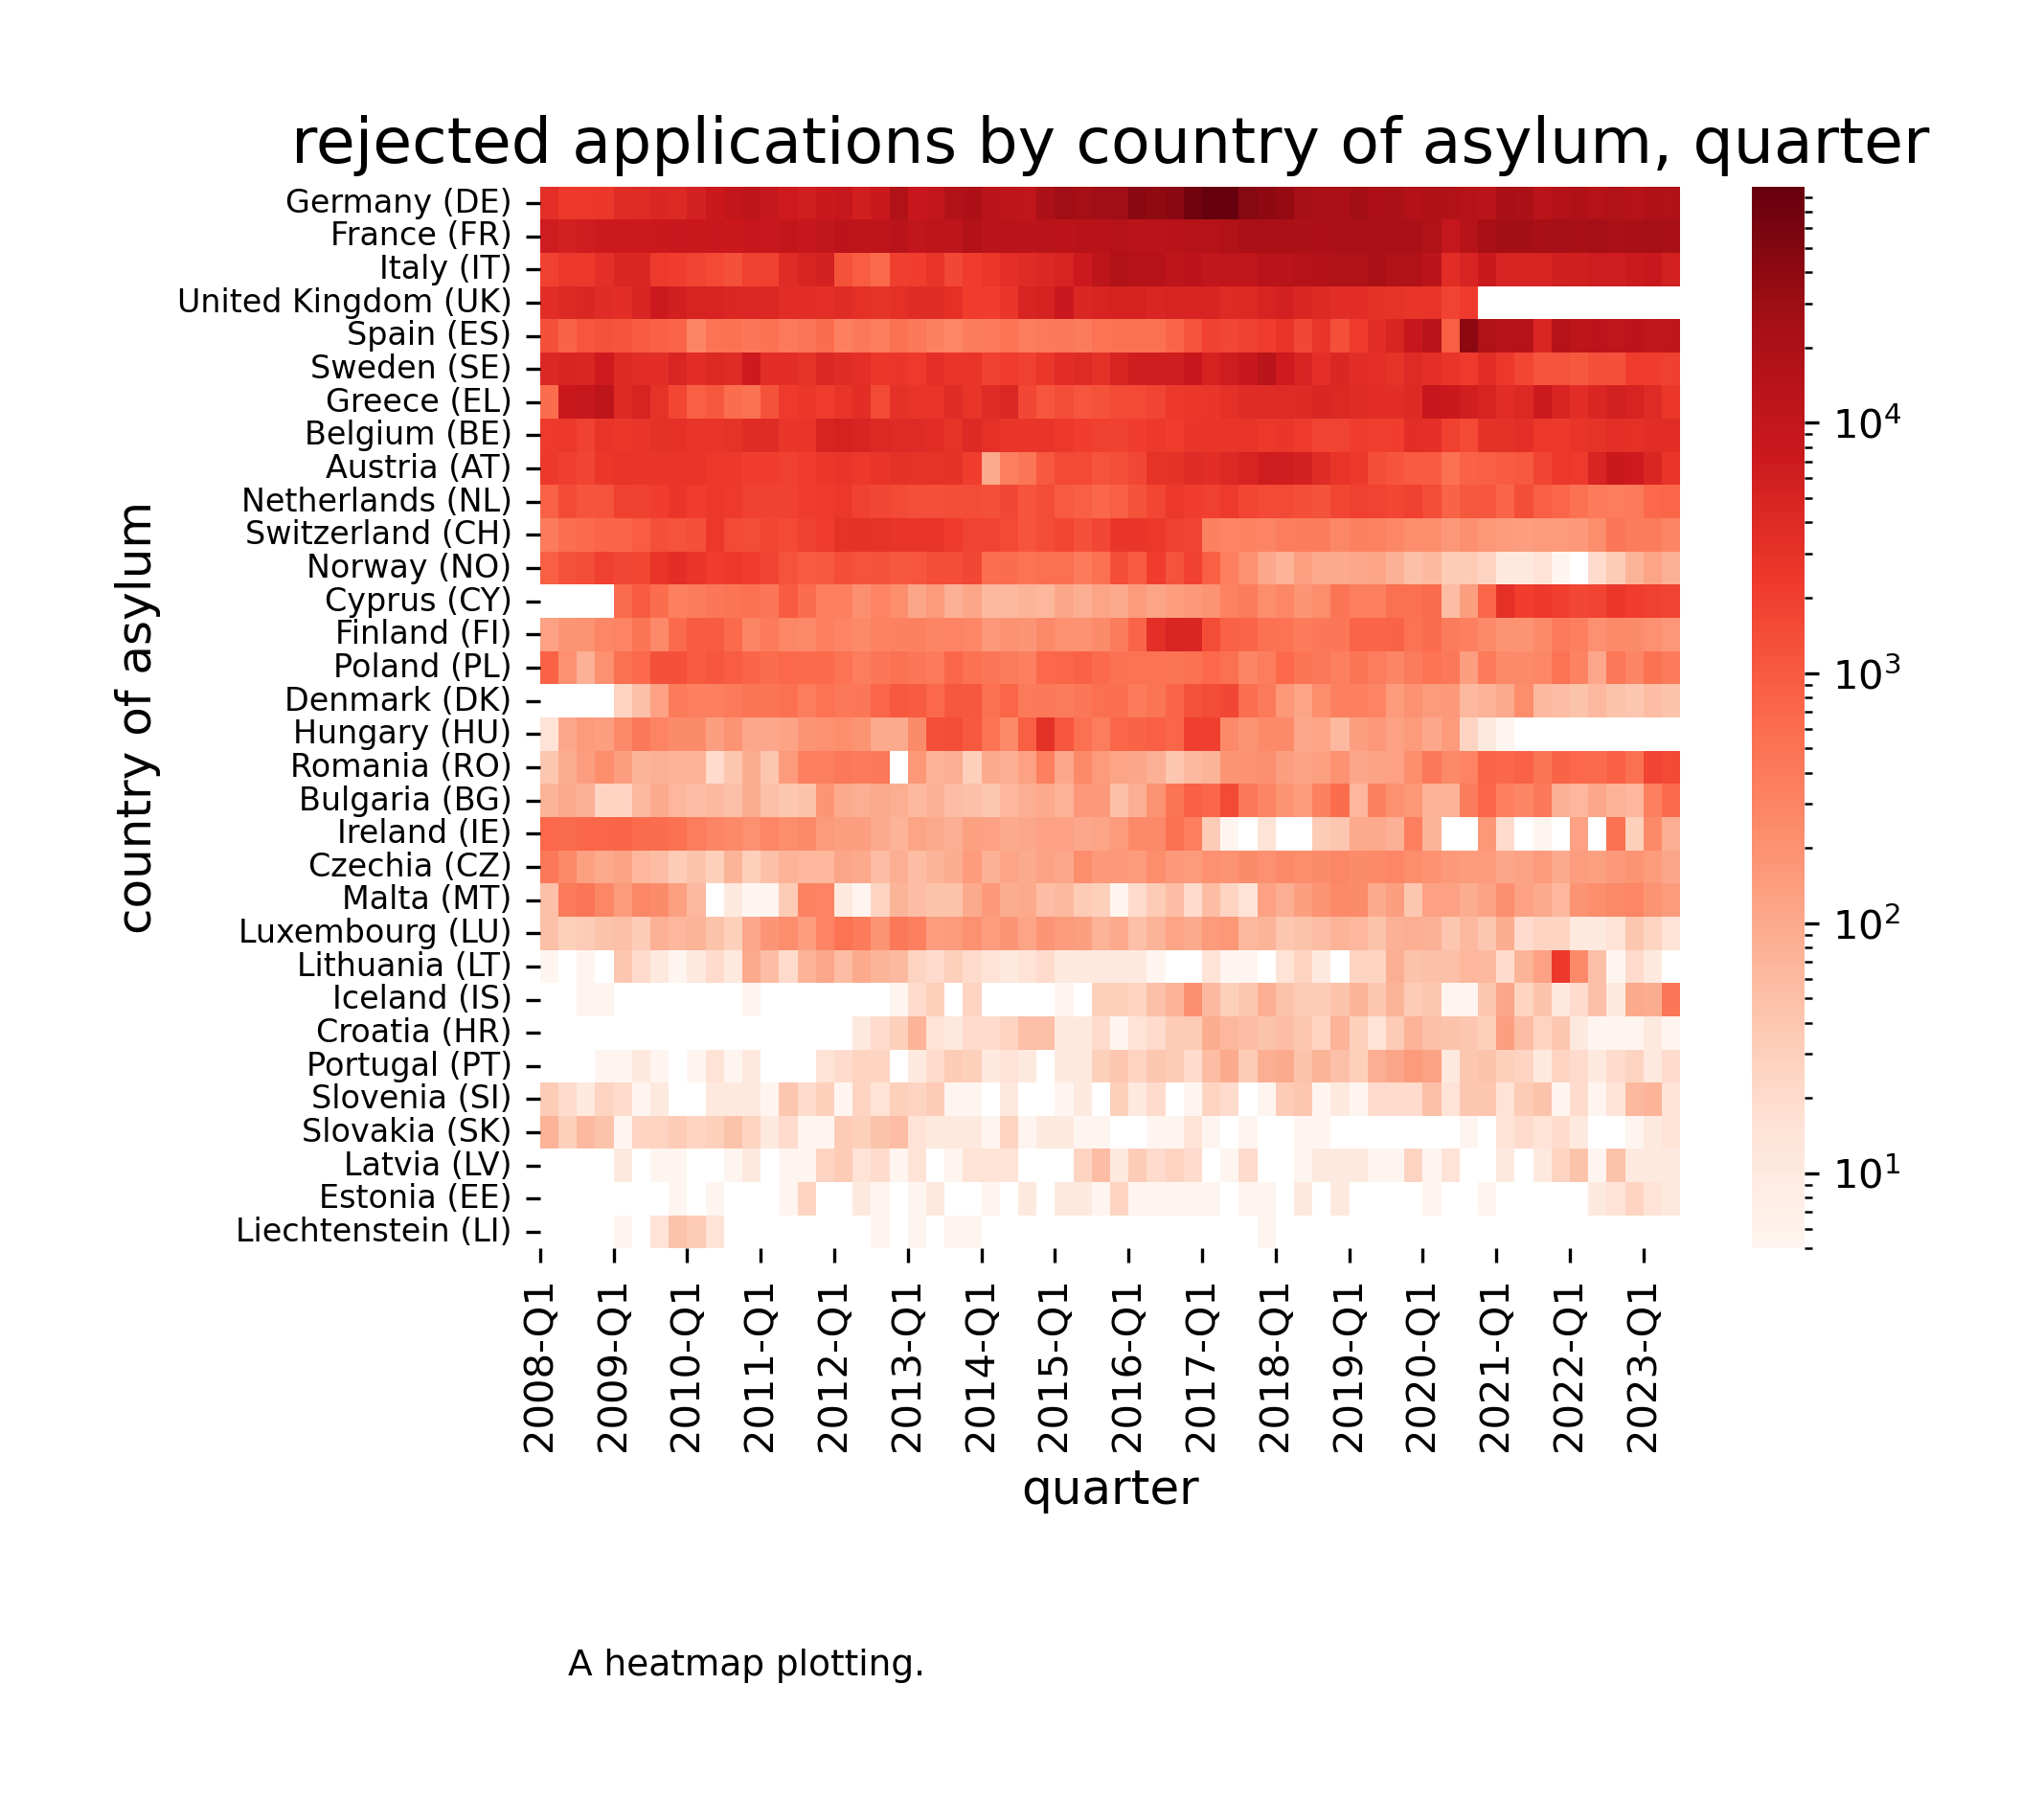 rejected applications by country of asylum, quarter
country of asylum
Germany (DE)
France (FR)
Italy (IT)
United Kingdom (UK)
Spain (ES)
Sweden (SE)
Greece (EL)
Belgium (BE)
Austria (AT)
Netherlands (NL)
Switzerland (CH)
Norway (NO)
Cyprus (CY)
Finland (FI)
Poland (PL)
Denmark (DK)
Hungary (HU)
Romania (RO)
Bulgaria (BG)
Ireland (IE)
Czechia (CZ)
Malta (MT)
Luxembourg (LU)
Lithuania (LT)
Iceland (IS)
Croatia (HR)
Portugal (PT)
Slovenia (SI)
Slovakia (SK)
Latvia (LV)
Estonia (EE)
Liechtenstein (LI)
10⁴
10³
10²
10¹
2008-Q1
2009-Q1
2010-Q1
2011-Q1
2012-Q1
2013-Q1
2014-Q1
2015-Q1
2016-Q1
2017-Q1
2018-Q1
2019-Q1
2020-Q1
2021-Q1
2022-Q1
2023-Q1
quarter
A heatmap plotting.